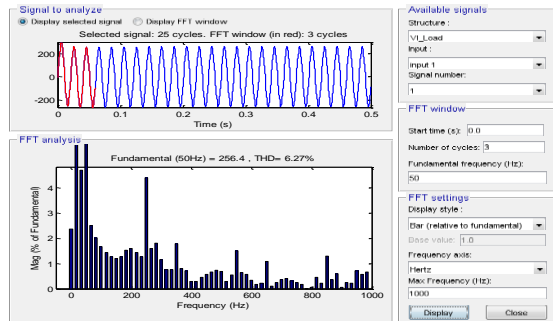 Signal to analyze
Display selected signal
Display FFT window
Selected signal: 25 cycles. FFT window (in red): 3 cycles
200
0
-200
0
0.1
0.2
0.3
0.4
0.5
Time (s)
FFT analysis
Fundamental (50Hz) = 256.4 , THD= 6.27%
Mag (% of Fundamental)
4
3
2
1
0
0
200
400
600
800
1000
Frequency (Hz)
Available signals
Structure :
VI_Load
Input :
input 1
Signal number:
1
FFT window
Start time (s): 0.0
Number of cycles: 3
Fundamental frequency (Hz):
50
FFT settings
Display style :
Bar (relative to fundamental)
Base value: 1.0
Frequency axis:
Hertz
Max Frequency (Hz):
1000
Display
Close